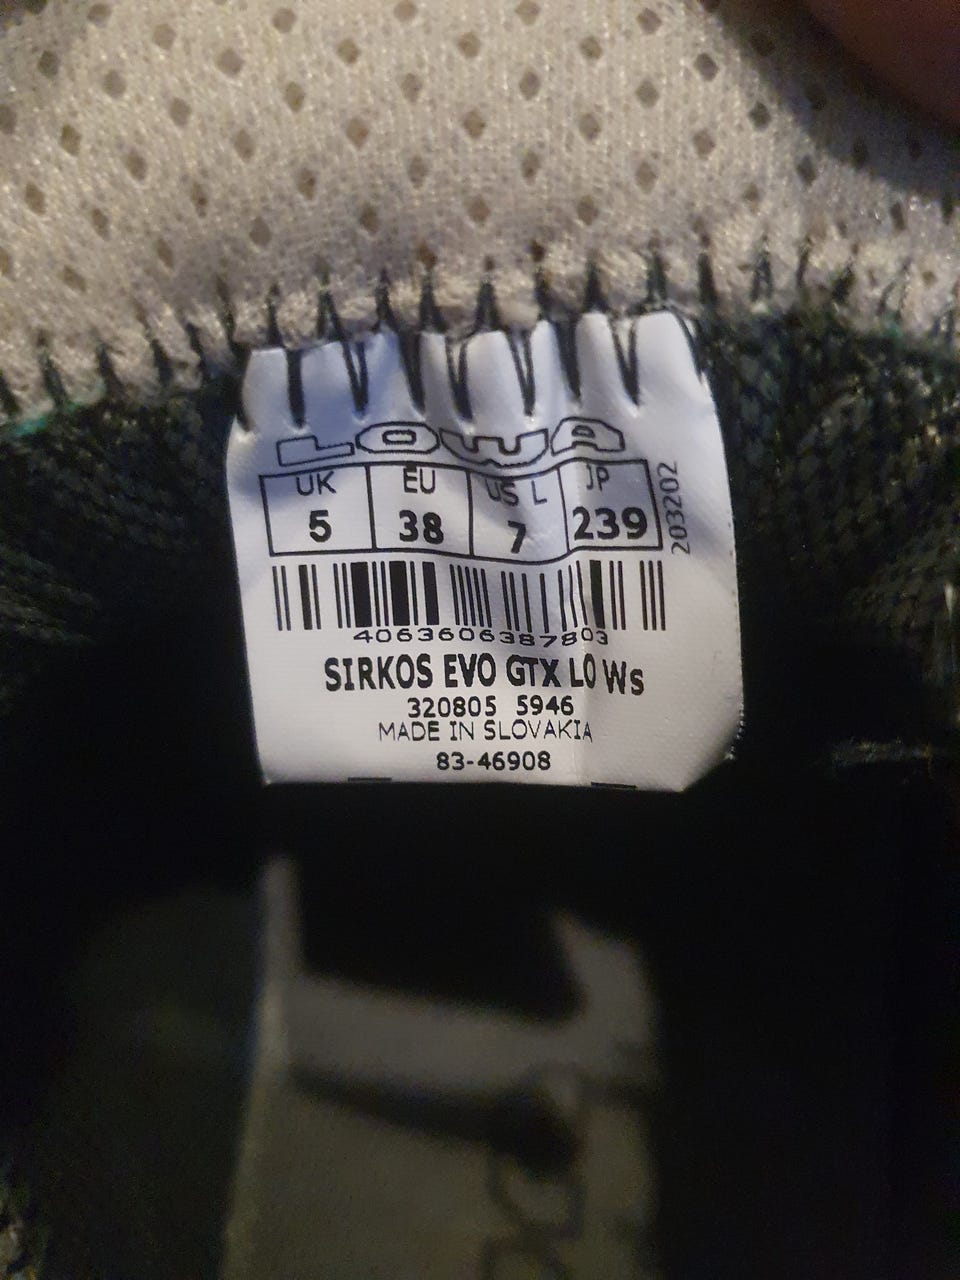 LOWA
UK EU US L JP
5 38 7 239
203202
4063606387803
SIRKOS EVO GTX LO Ws
320805 5946
MADE IN SLOVAKIA
83-46908